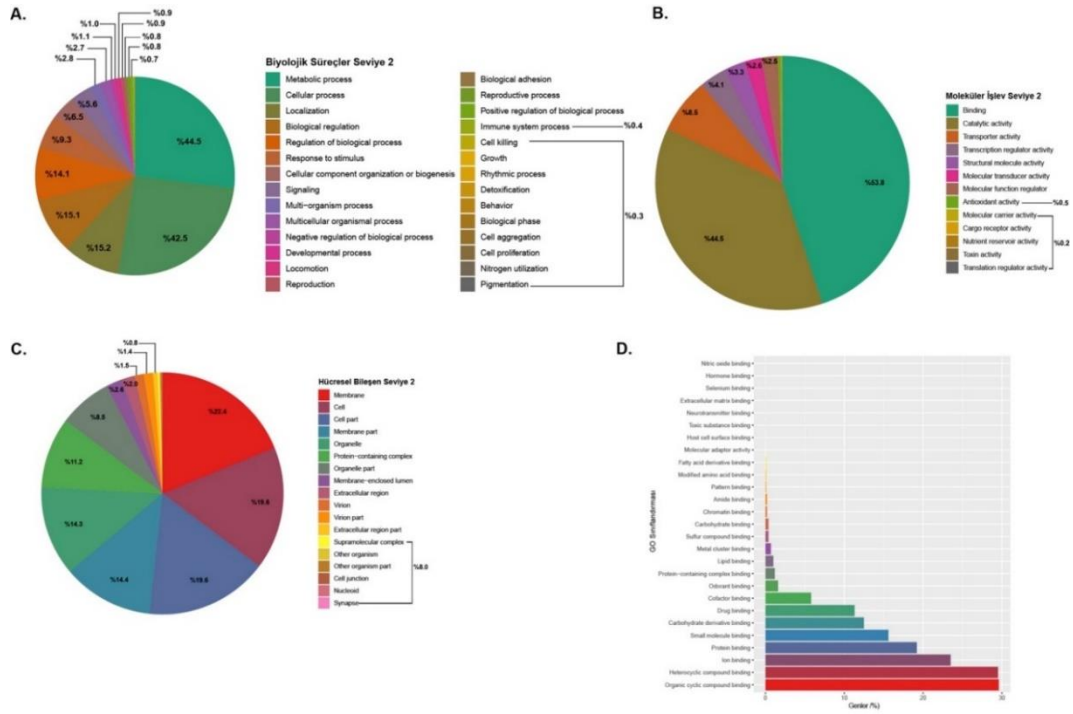 A.
%0.9
%0.9
%1.0
%0.8
%1.1
%0.8
%2.7
%0.7
%2.8
%5.6
%6.5
%9.3
%14.1
%15.1
%15.2
%42.5
%44.5
Biyolojik Süreçler Seviye 2
Metabolic process
Cellular process
Localization
Biological regulation
Regulation of biological process
Response to stimulus
Cellular component organization or biogenesis
Signaling
Multi-organism process
Multicellular organismal process
Negative regulation of biological process
Developmental process
Locomotion
Reproduction
Biological adhesion
Reproductive process
Positive regulation of biological process
Immune system process %0.4
Cell killing
Growth
Rhythmic process
Detoxification
Behavior
Biological phase
Cell aggregation
Cell proliferation
Nitrogen utilization
Pigmentation
%0.3
B.
%2.5
%3.3
%4.1
%8.5
%44.5
Moleküler İşlev Seviye 2
Binding
Catalytic activity
Transporter activity
Transcription regulator activity
Structural molecule activity
Molecular transducer activity
Molecular function regulator
Antioxidant activity %0.5
Molecular carrier activity
Cargo receptor activity
Nutrient reservoir activity
Toxin activity
Translation regulator activity
%0.2
C.
%1.4
%11.2
%14.4
Hücresel Bileşen Seviye 2
Membrane
Cell
Cell part
Membrane part
Organelle
Protein-containing complex
Organelle part
Membrane-enclosed lumen
Extracellular region
Virion
Virion part
Extracellular region part
Supramolecular complex
Other organism
Other organism part
Cell junction
Nucleoid
Synapse
%8.0
D.
GO Sınıflandırması
Nitric oxide binding
Hormone binding
Selenium binding
Extracellular matrix binding
Neurotransmitter binding
Toxic substance binding
Host cell surface binding
Molecular adaptor activity
Fatty acid derivative binding
Modified amino acid binding
Pattern binding
Amide binding
Chromatin binding
Carbohydrate binding
Sulfur compound binding
Metal cluster binding
Lipid binding
Protein-containing complex binding
Odorant binding
Cofactor binding
Drug binding
Carbohydrate derivative binding
Small molecule binding
Protein binding
Ion binding
Heterocyclic compound binding
Organic cyclic compound binding
0 10 20 30
Genler /%)